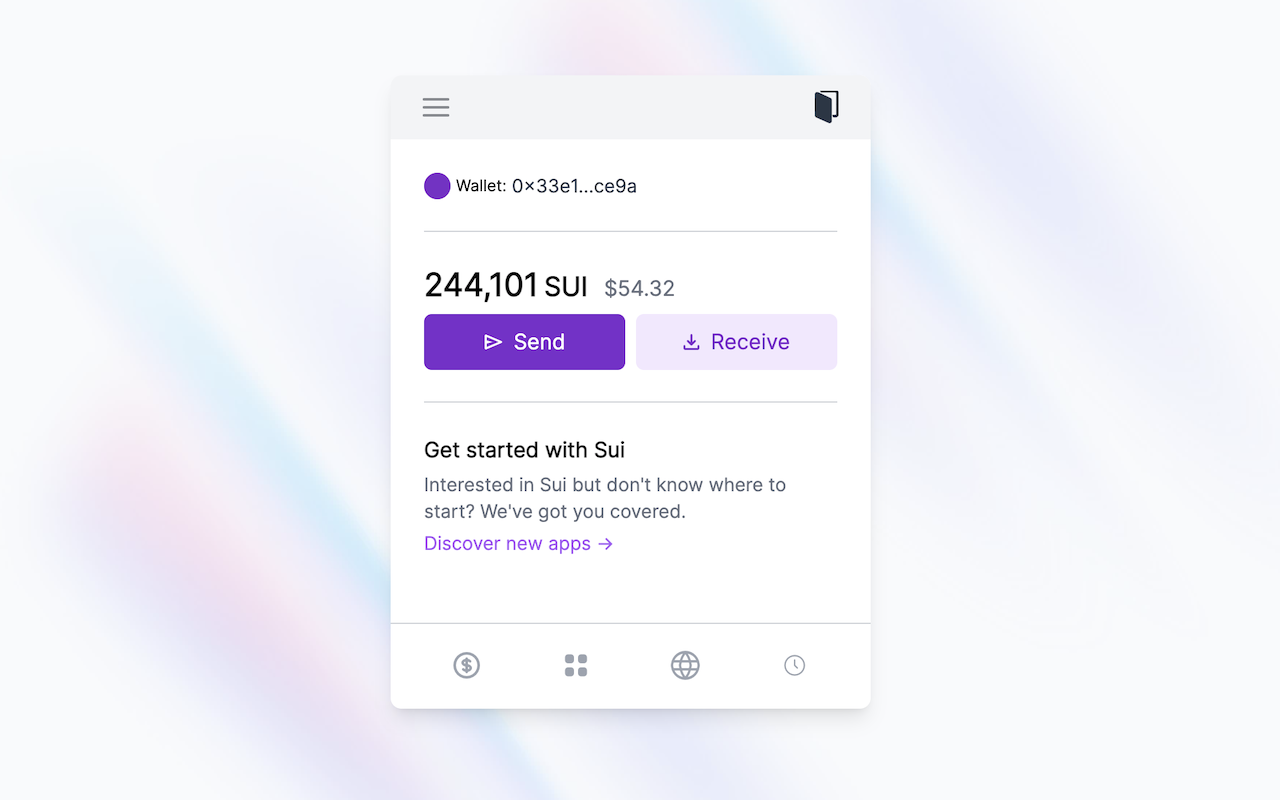 Wallet: 0×33e1...ce9a
244,101 SUI $54.32
Send
Receive
Get started with Sui
Interested in Sui but don't know where to
start? We've got you covered.
Discover new apps →